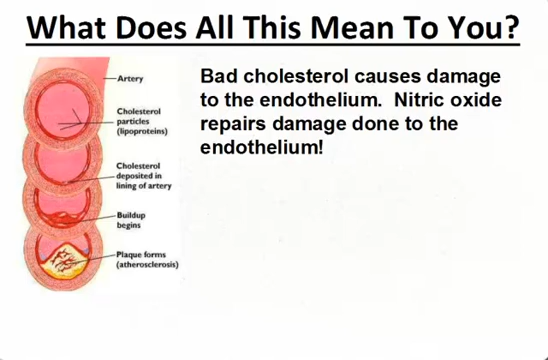 What Does All This Mean To You?
Bad cholesterol causes damage
to the endothelium.  Nitric oxide
repairs damage done to the
endothelium!
Artery
Cholesterol
particles
(lipoproteins)
Cholesterol
deposited in
lining of artery
Buildup
begins
Plaque forms
(atherosclerosis)